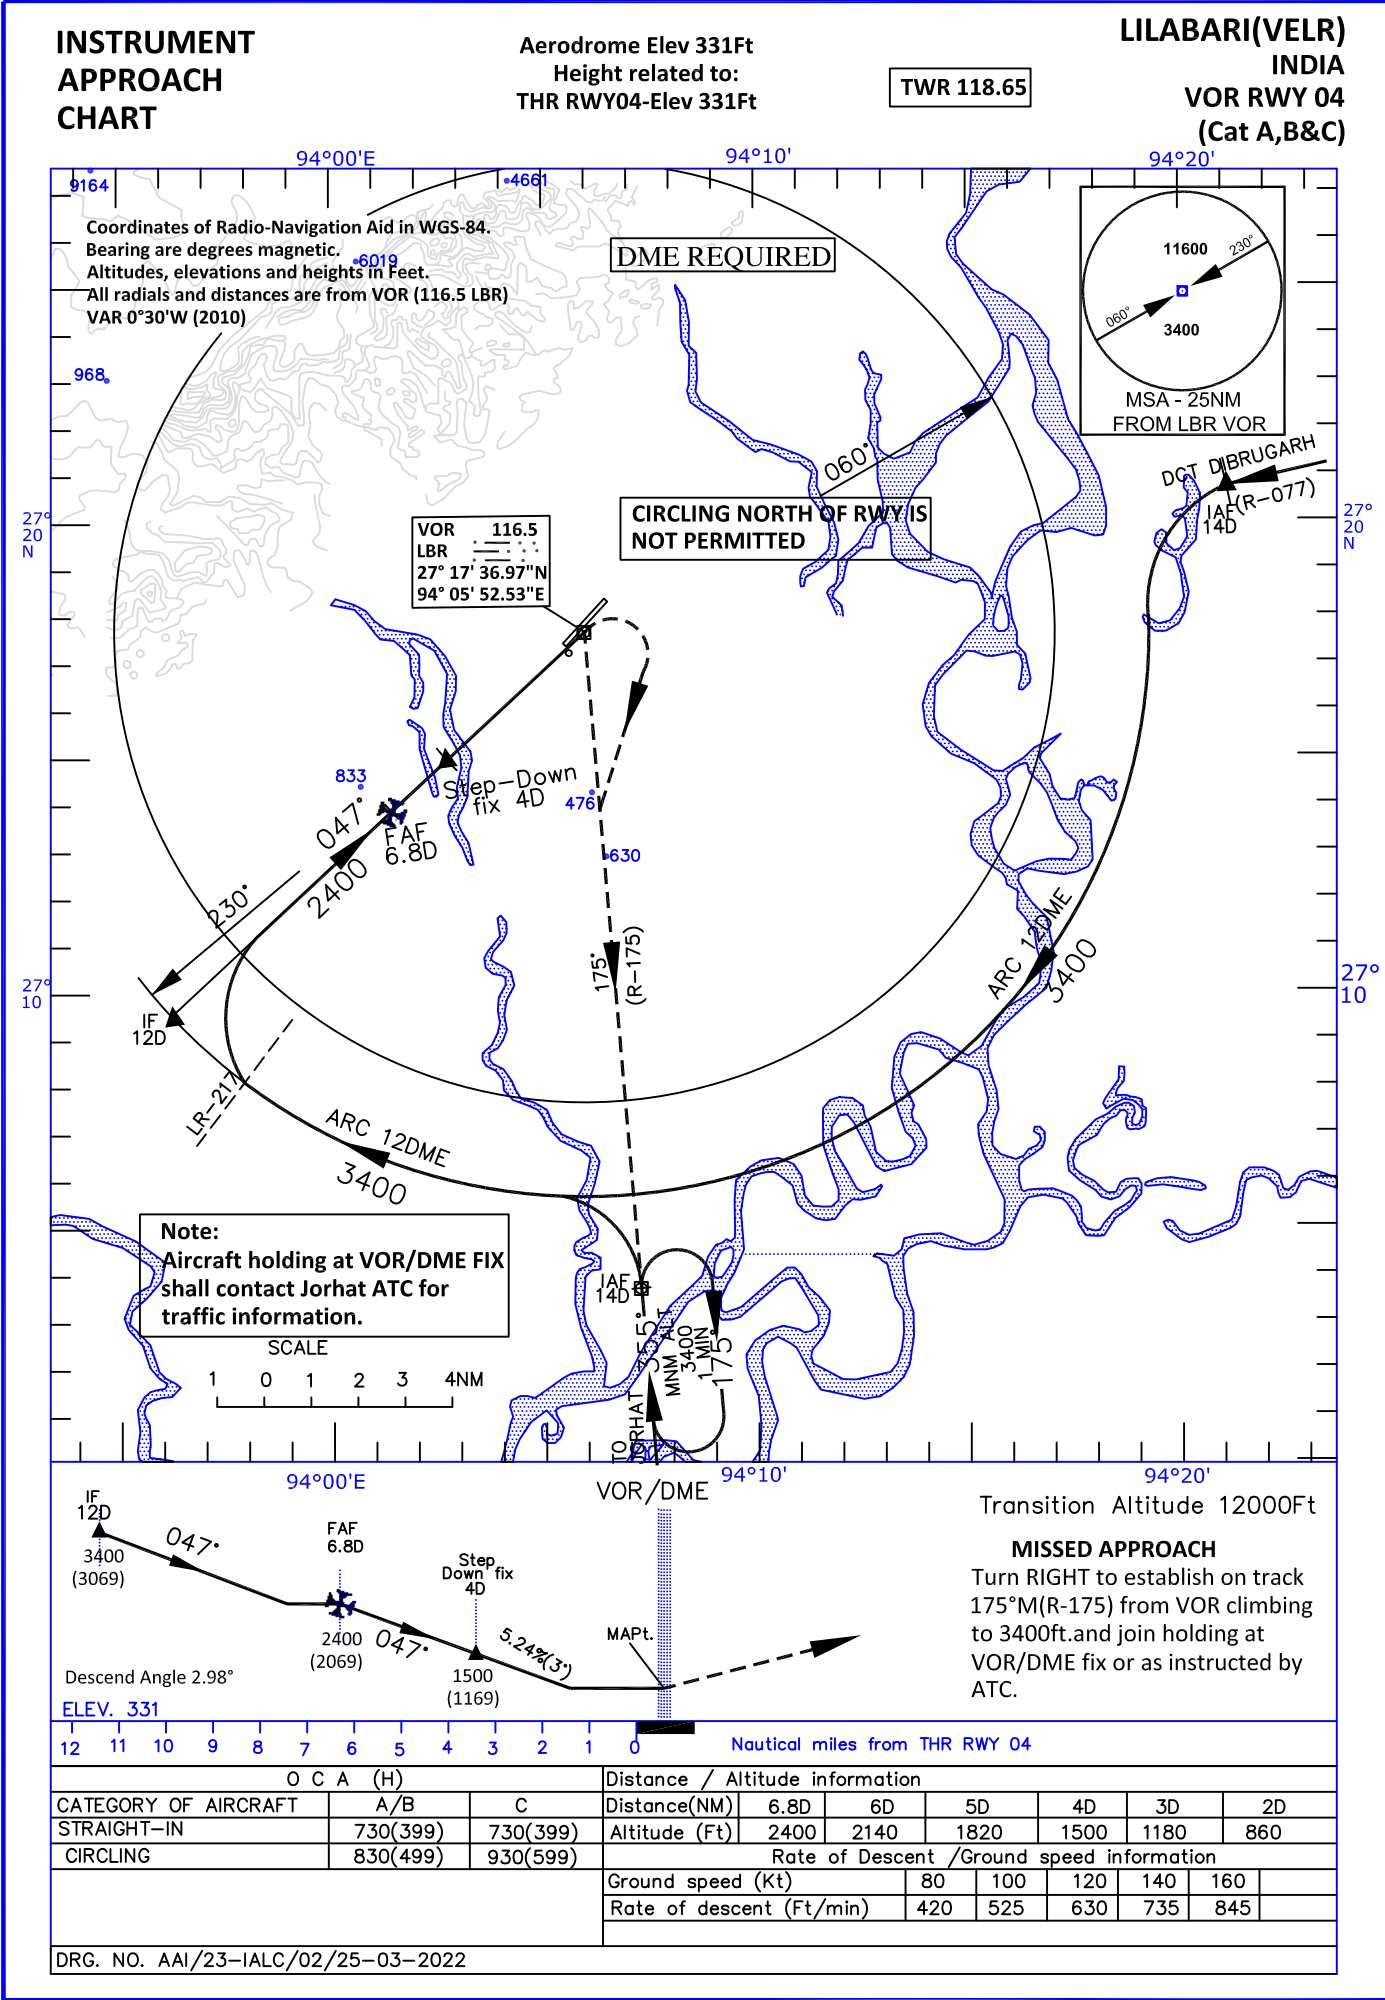 INSTRUMENT
APPROACH
CHART
Aerodrome Elev 331Ft
Height related to:
THR RWY04-Elev 331Ft
TWR 118.65
LILABARI(VELR)
INDIA
VOR RWY 04
(Cat A,B&C)
94°00'E
94°10'
94°20'
9164
4661
Coordinates of Radio-Navigation Aid in WGS-84.
Bearing are degrees magnetic.
6019
Altitudes, elevations and heights in Feet.
All radials and distances are from VOR (116.5 LBR)
VAR 0°30'W (2010)
968
DME REQUIRED
11600
230°
060°
3400
MSA - 25NM
FROM LBR VOR
060°
DCT DIBRUGARH
(R-077)
IAF
14D
CIRCLING NORTH OF RWY IS
NOT PERMITTED
27°
20
N
27°
20
N
VOR 116.5
LBR
27° 17' 36.97"N
94° 05' 52.53"E
833
Step-Down
fix 4D
476
047°
FAF
6.8D
630
2400
230°
175°
(R-175)
ARC 12DME
3400
27°
10
27°
10
IF
12D
LR-217
ARC 12DME
3400
Note:
Aircraft holding at VOR/DME FIX
shall contact Jorhat ATC for
traffic information.
IAF
14D
355°
MNM ALT
3400
1 MIN
175°
TO
JORHAT
SCALE
1 0 1 2 3 4NM
94°00'E
94°10'
94°20'
VOR/DME
Transition Altitude 12000Ft
IF
12D
047°
3400
(3069)
FAF
6.8D
2400
(2069)
047°
Step
Down fix
4D
1500
(1169)
5.24%(3°)
MAPt.
MISSED APPROACH
Turn RIGHT to establish on track
175°M(R-175) from VOR climbing
to 3400ft.and join holding at
VOR/DME fix or as instructed by
ATC.
Descend Angle 2.98°
ELEV. 331
12 11 10 9 8 7 6 5 4 3 2 1 0
Nautical miles from THR RWY 04
O C A (H)
Distance / Altitude information
CATEGORY OF AIRCRAFT A/B C
Distance(NM) 6.8D 6D 5D 4D 3D 2D
STRAIGHT-IN 730(399) 730(399)
Altitude (Ft) 2400 2140 1820 1500 1180 860
CIRCLING 830(499) 930(599)
Rate of Descent /Ground speed information
Ground speed (Kt) 80 100 120 140 160
Rate of descent (Ft/min) 420 525 630 735 845
DRG. NO. AAI/23-IALC/02/25-03-2022